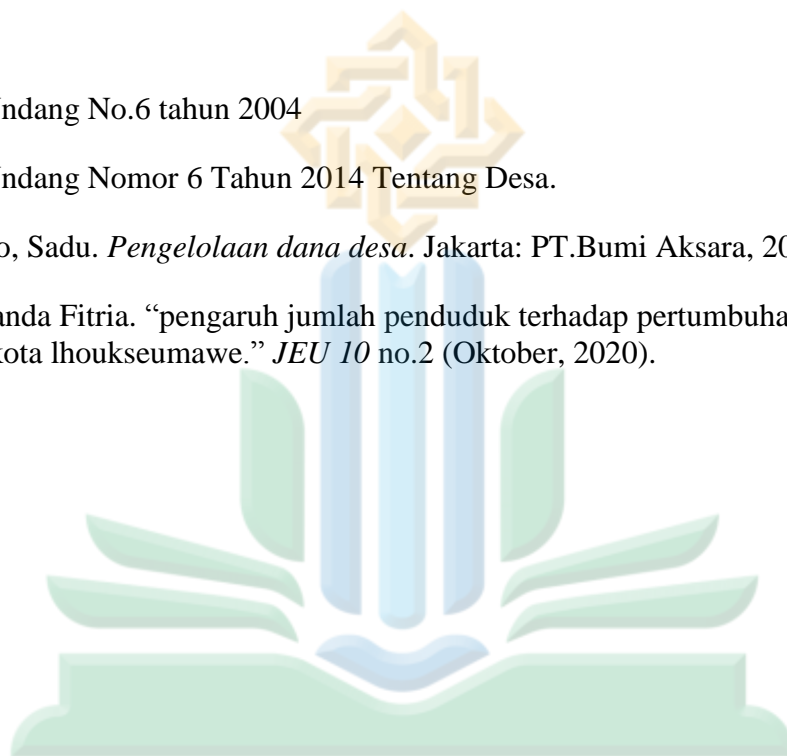 ndang No.6 tahun 2004
ndang Nomor 6 Tahun 2014 Tentang Desa.
o, Sadu. Pengelolaan dana desa. Jakarta: PT.Bumi Aksara, 20
anda Fitria. “pengaruh jumlah penduduk terhadap pertumbuha
kota lhoukseumawe.” JEU 10 no.2 (Oktober, 2020).